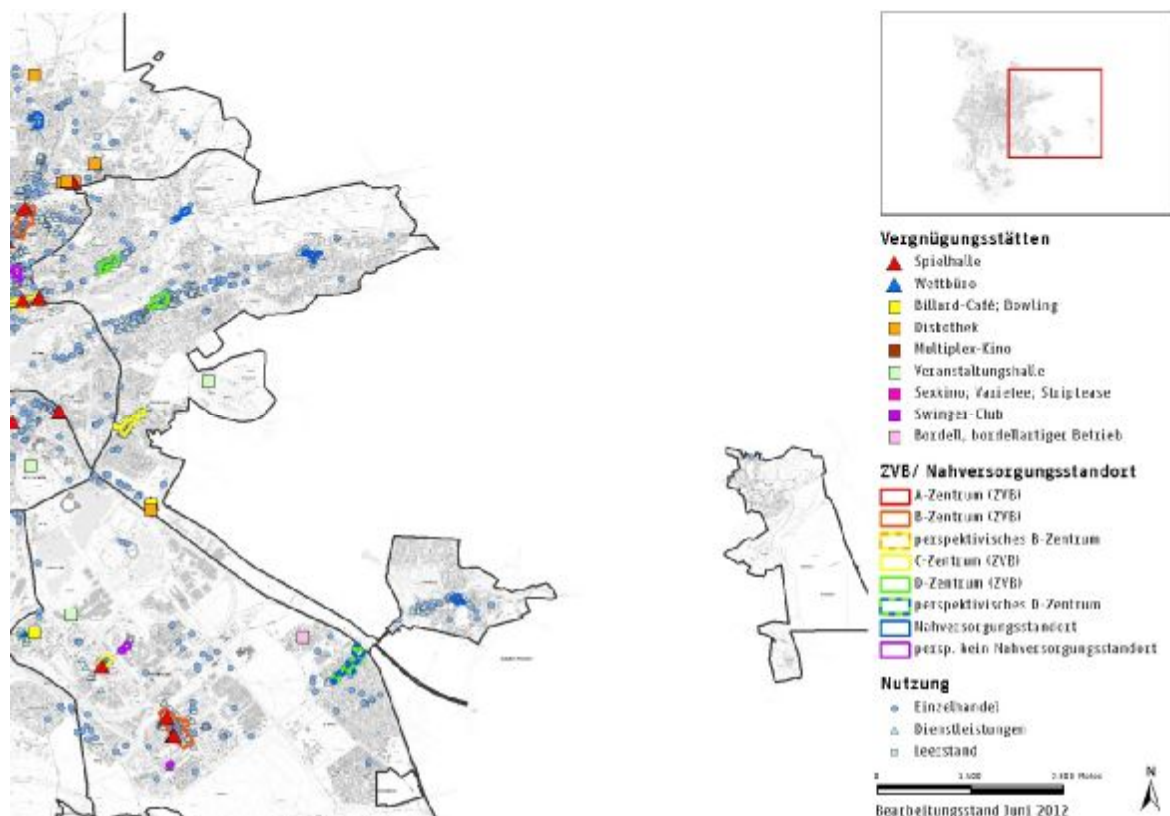 Vergnügungsstätten
Spielhalle
Wettbüro
Billard-Café; Bowling
Diskothek
Multiplex-Kino
Veranstaltungshalle
Sexkino; Varietee; Striptease
Swinger-Club
Bordell, bordellartiger Betrieb
ZVB/ Nahversorgungsstandort
A-Zentrum (ZVB)
B-Zentrum (ZVB)
perspektivisches B-Zentrum
C-Zentrum (ZVB)
D-Zentrum (ZVB)
perspektivisches D-Zentrum
Nahversorgungsstandort
persp. kein Nahversorgungsstandort
Nutzung
Einzelhandel
Dienstleistungen
Leerstand
0 Meter
N
Bearbeitungsstand Juni 2012